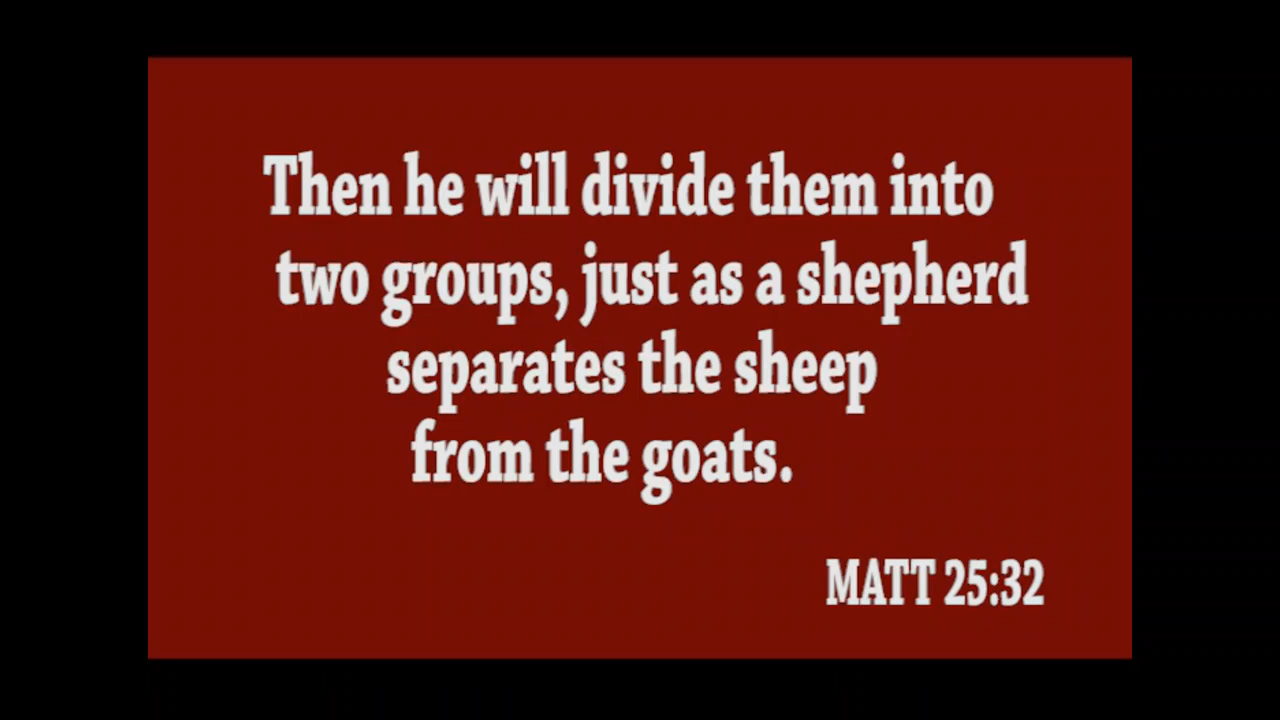 Then he will divide them into
two groups, just as a shepherd
separates the sheep
from the goats.
MATT 25:32